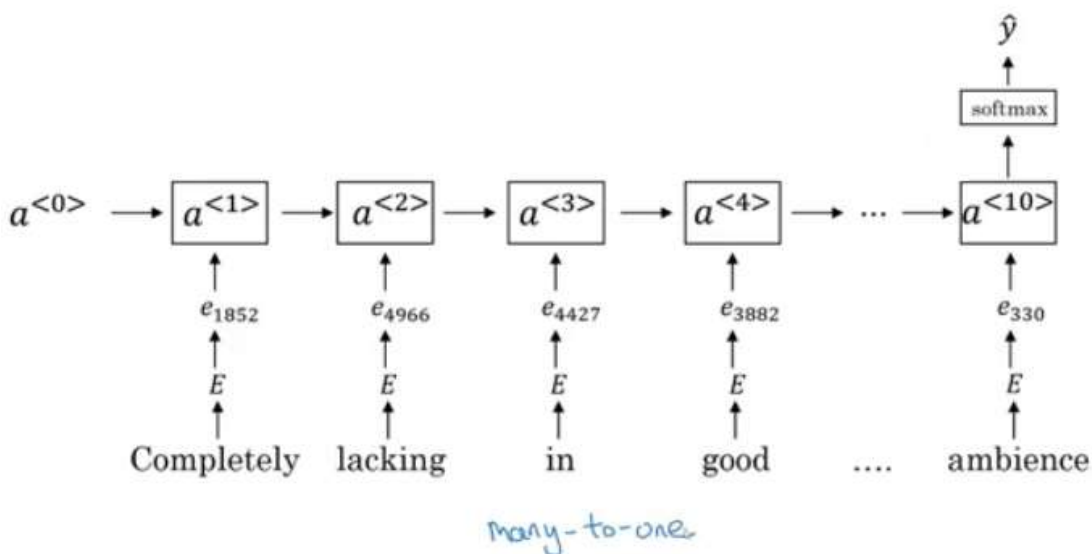 ŷ
softmax
a<0> a<1> a<2> a<3> a<4> ... a<10>
e1852 e4966 e4427 e3882 e330
E E E E E
Completely lacking in good .... ambience
many-to-one